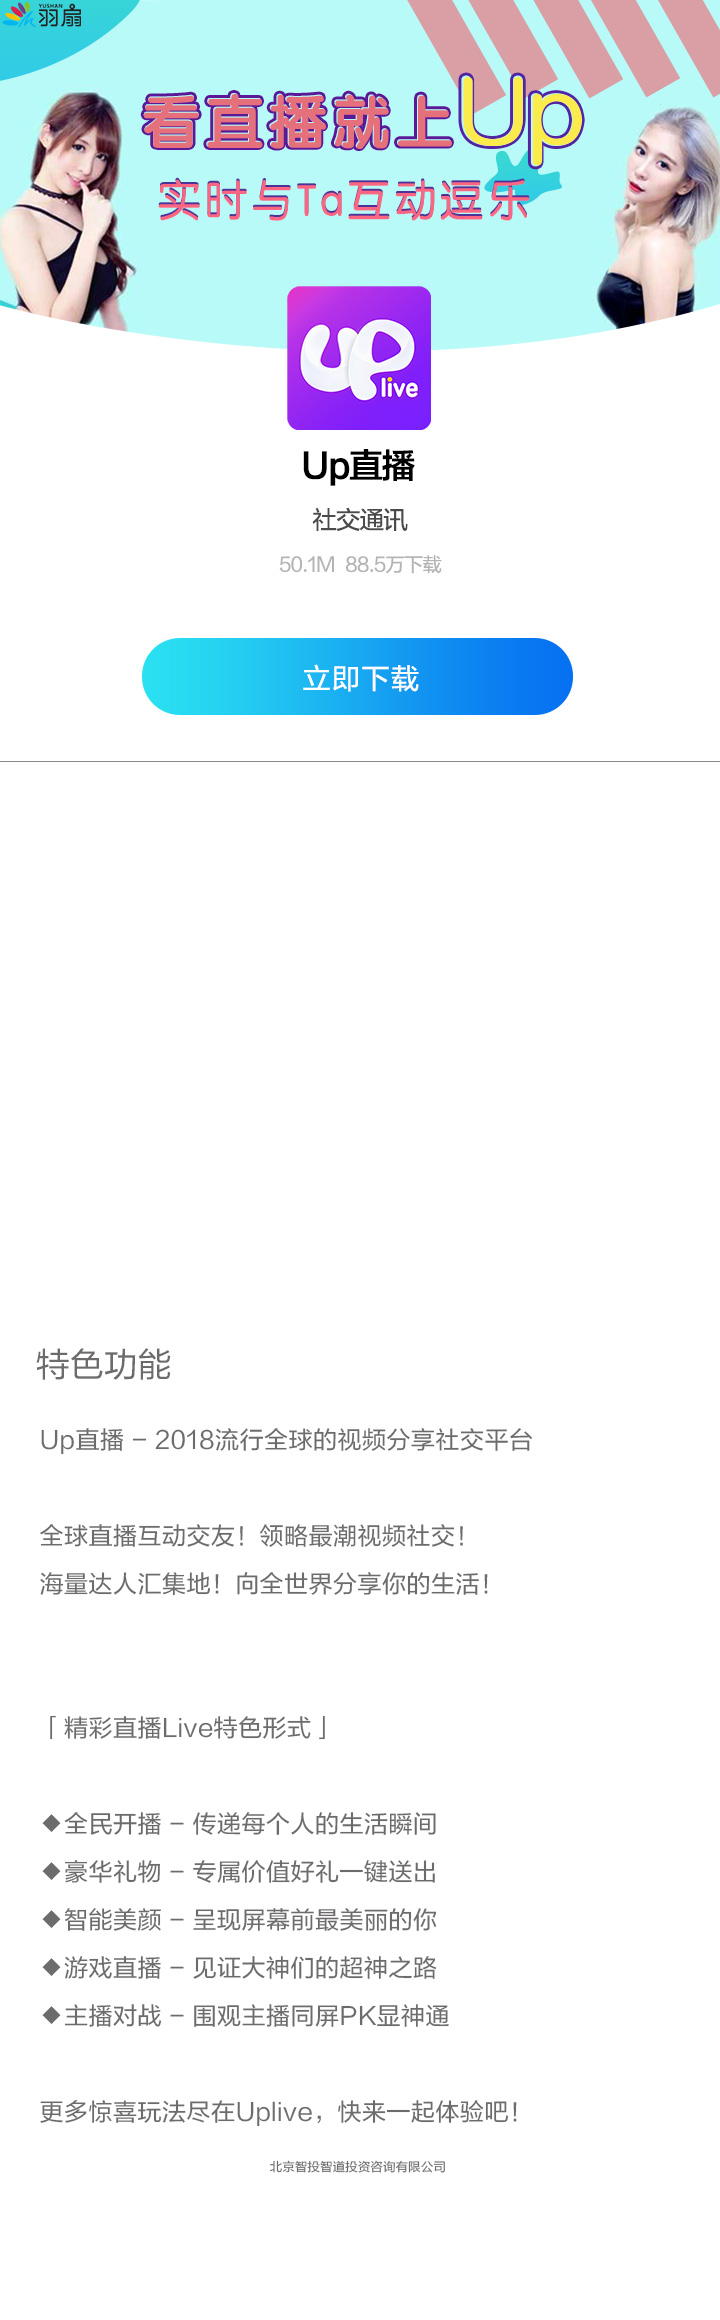 YUSHAN
羽扇
看直播就上Up
实时与Ta互动逗乐
UP live
Up直播
社交通讯
50.1M 88.5万下载
立即下载
特色功能
Up直播 – 2018流行全球的视频分享社交平台
全球直播互动交友！领略最潮视频社交！
海量达人汇集地！向全世界分享你的生活！
「 精彩直播Live特色形式 」
◆全民开播 – 传递每个人的生活瞬间
◆豪华礼物 – 专属价值好礼一键送出
◆智能美颜 – 呈现屏幕前最美丽的你
◆游戏直播 – 见证大神们的超神之路
◆主播对战 – 围观主播同屏PK显神通
更多惊喜玩法尽在Uplive，快来一起体验吧！
北京智投智道投资咨询有限公司